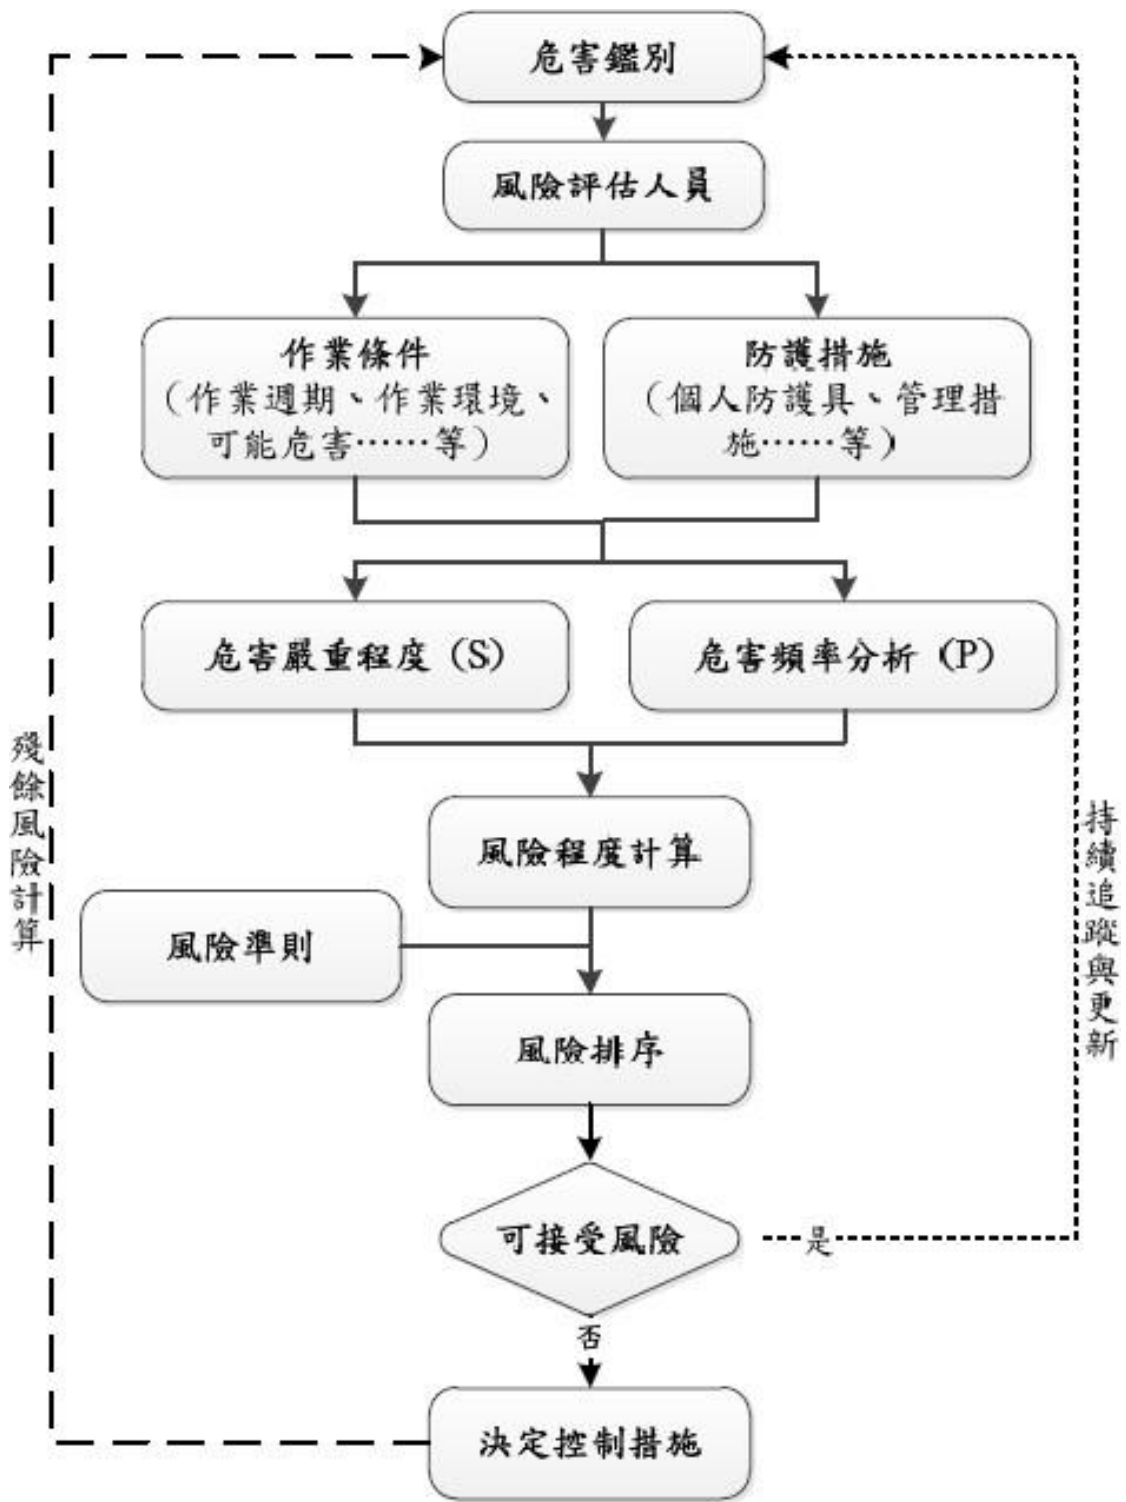 危害鑑別
風險評估人員
作業條件
（作業週期、作業環境、
可能危害……等）
防護措施
（個人防護具、管理措
施……等）
危害嚴重程度（S）
危害頻率分析（P）
風險程度計算
風險準則
風險排序
可接受風險
是
否
決定控制措施
殘餘風險計算
持續追蹤與更新